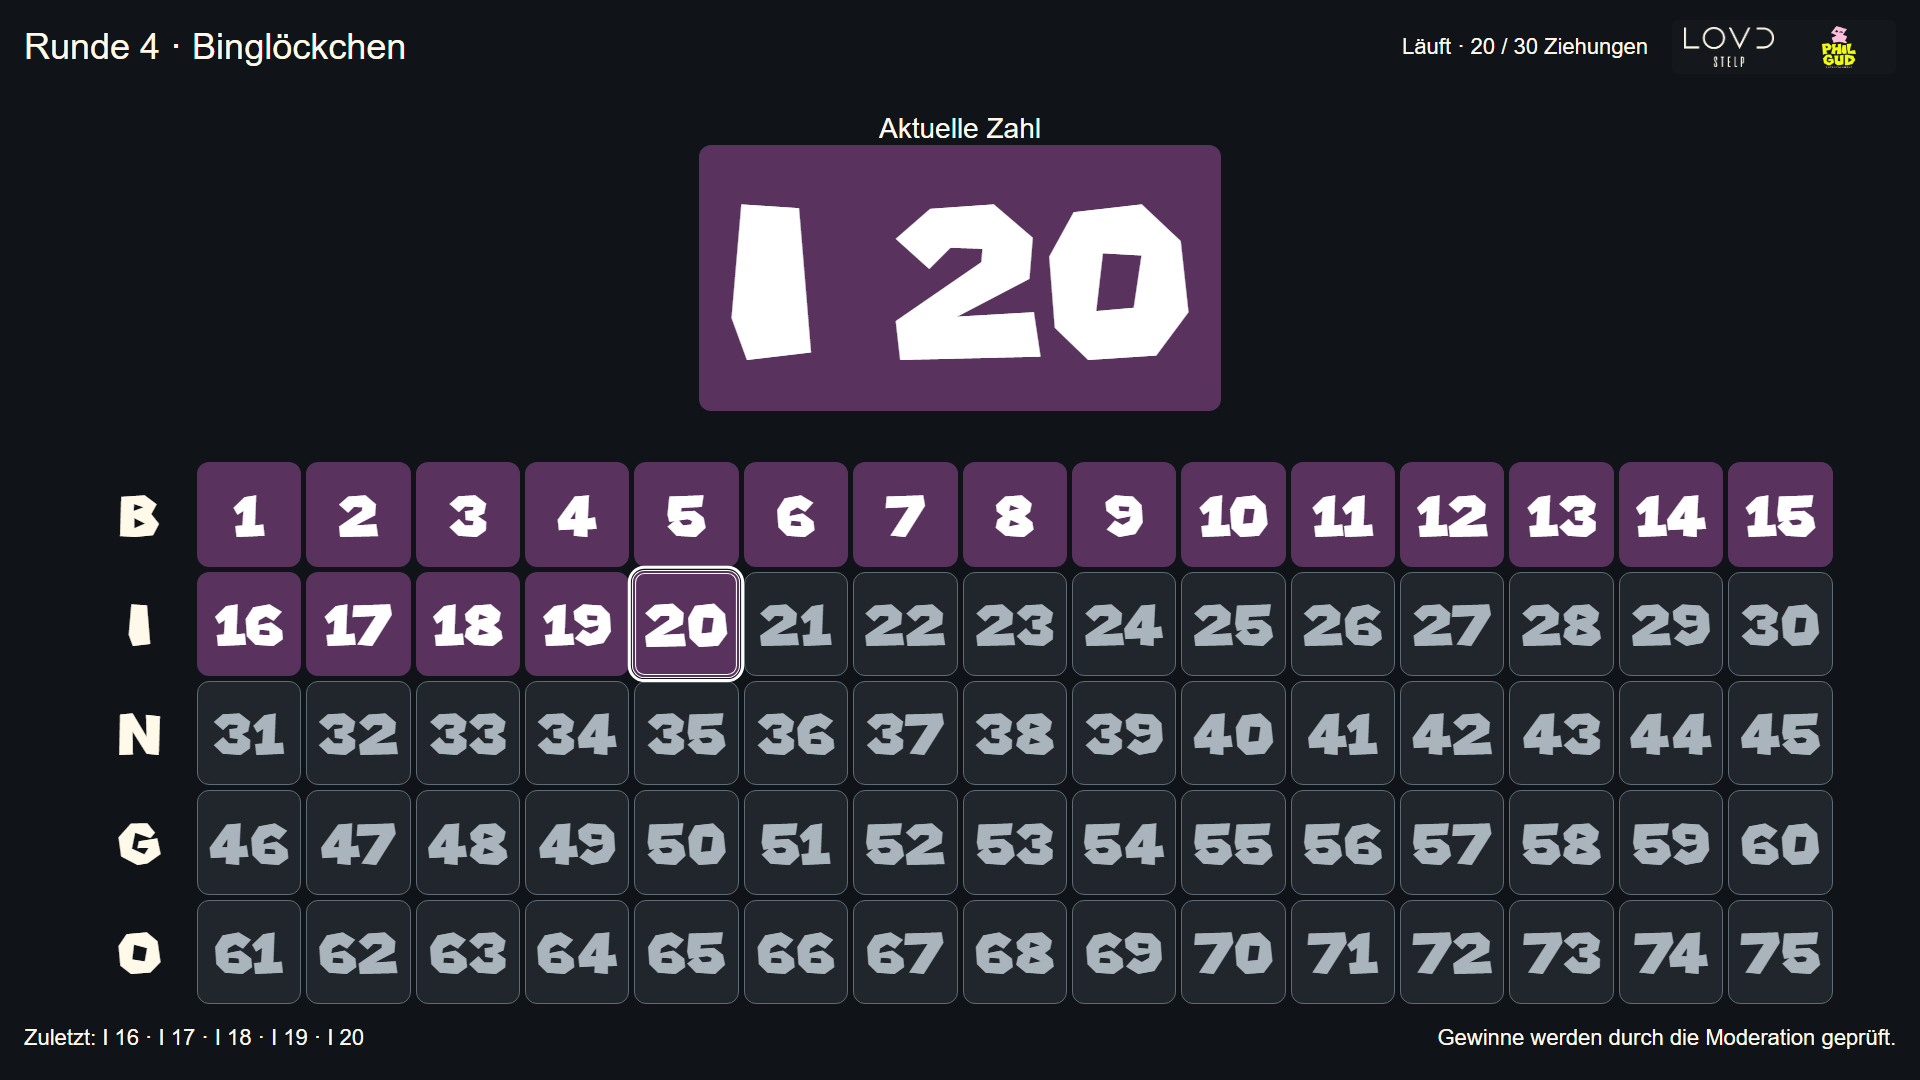 Runde 4 · Binglöckchen
Läuft · 20 / 30 Ziehungen
LOVD
STELP
PHIL
GUD
Aktuelle Zahl
I 20
B 1 2 3 4 5 6 7 8 9 10 11 12 13 14 15
I 16 17 18 19 20 21 22 23 24 25 26 27 28 29 30
N 31 32 33 34 35 36 37 38 39 40 41 42 43 44 45
G 46 47 48 49 50 51 52 53 54 55 56 57 58 59 60
O 61 62 63 64 65 66 67 68 69 70 71 72 73 74 75
Zuletzt: I 16 · I 17 · I 18 · I 19 · I 20
Gewinne werden durch die Moderation geprüft.